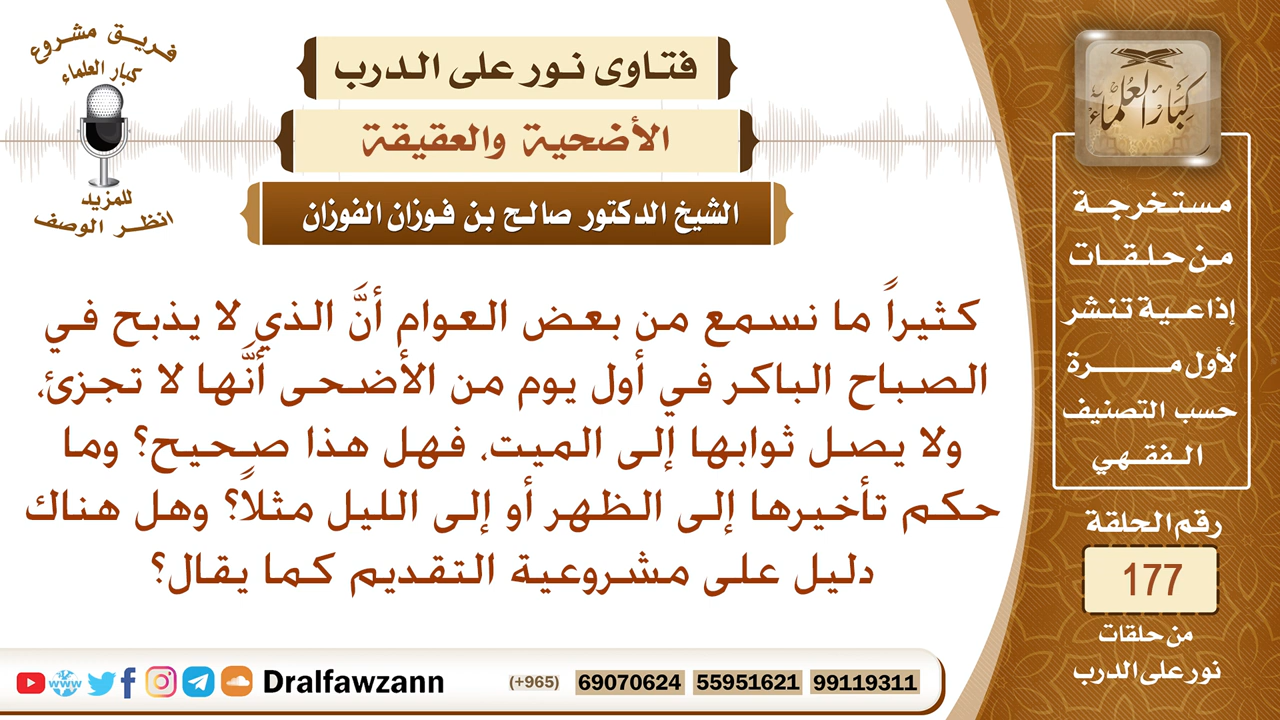 فريق مشروع
كبار العلماء
للمزيد
انظر الوصف
فتاوى نور على الدرب
الأضحية والعقيقة
الشيخ الدكتور صالح بن فوزان الفوزان
كثيراً ما نسمع من بعض العوام أنَّ الذي لا يذبح في
الصباح الباكر في أول يوم من الأضحى أنَّها لا تجزئ،
ولا يصل ثوابها إلى الميت، فهل هذا صحيح؟ وما
حكم تأخيرها إلى الظهر أو إلى الليل مثلاً؟ وهل هناك
دليل على مشروعية التقديم كما يقال؟
كبار العلماء
مستخرجة
من حلقات
إذاعية تنشر
لأول مرة
حسب التصنيف
الفقهي
رقم الحلقة
177
من حلقات
نور على الدرب
www
Dralfawzann (+965) 69070624 55951621 99119311